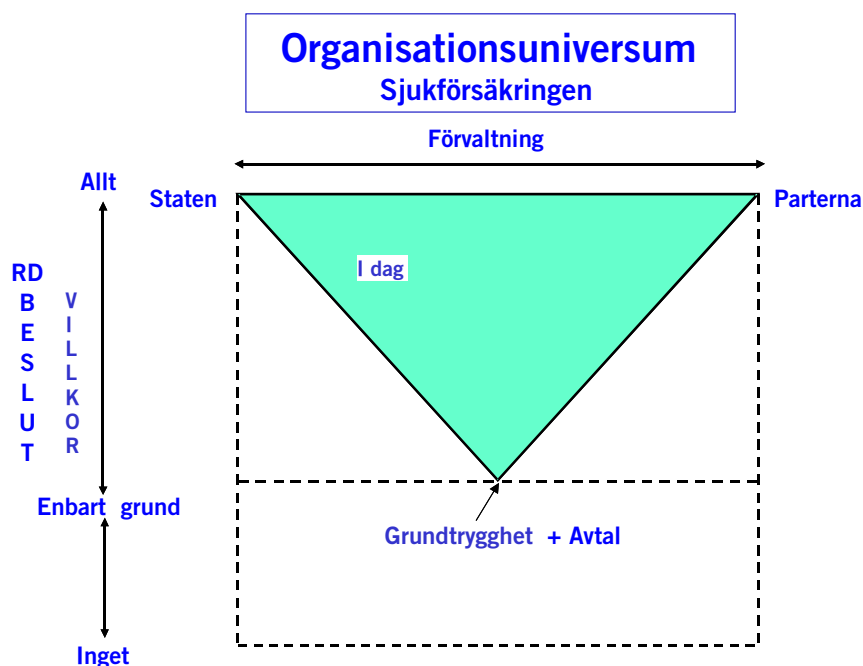 Organisationsuniversum
Sjukförsäkringen
Förvaltning
Allt
Staten
Parterna
I dag
RD
B
E
S
L
U
T
V
I
L
L
K
O
R
Enbart grund
Grundtrygghet + Avtal
Inget